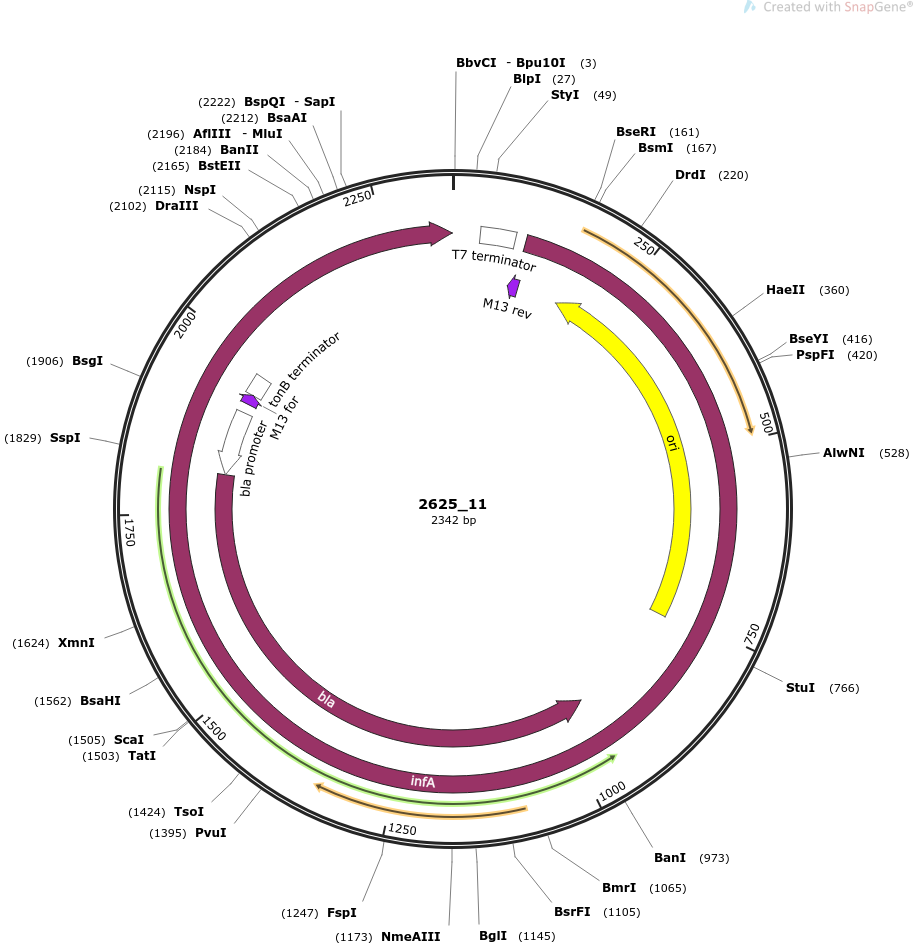 Created with SnapGene®
BbvCI - Bpu10I (3)
BlpI (27)
StyI (49)
BseRI (161)
BsmI (167)
DrdI (220)
HaeII (360)
BseYI (416)
PspFI (420)
AlwNI (528)
StuI (766)
BanI (973)
BmrI (1065)
BsrFI (1105)
BglI (1145)
(1173) NmeAIII
(1247) FspI
(1395) PvuI
(1424) TsoI
(1503) TatI
(1505) ScaI
(1562) BsaHI
(1624) XmnI
(1829) SspI
(1906) BsgI
(2102) DraIII
(2115) NspI
(2165) BstEII
(2184) BanII
(2196) AflIII - MluI
(2212) BsaAI
(2222) BspQI - SapI
250
500
750
1000
1250
1500
1750
2000
2250
T7 terminator
M13 rev
ori
tonB terminator
M13 for
bla promoter
bla
infA
2625_11
2342 bp